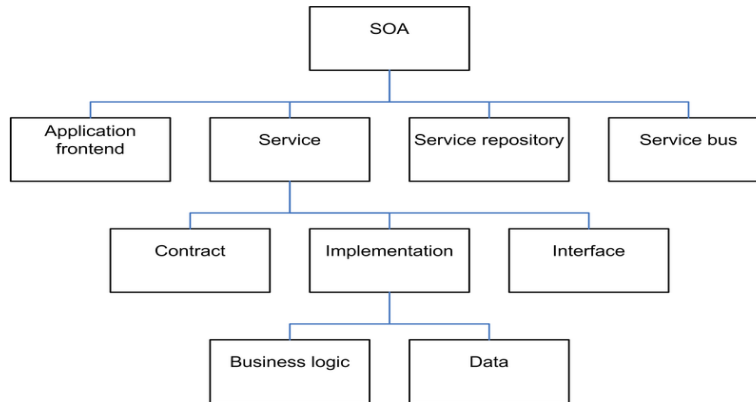 SOA
Application
frontend
Service
Service repository
Service bus
Contract
Implementation
Interface
Business logic
Data